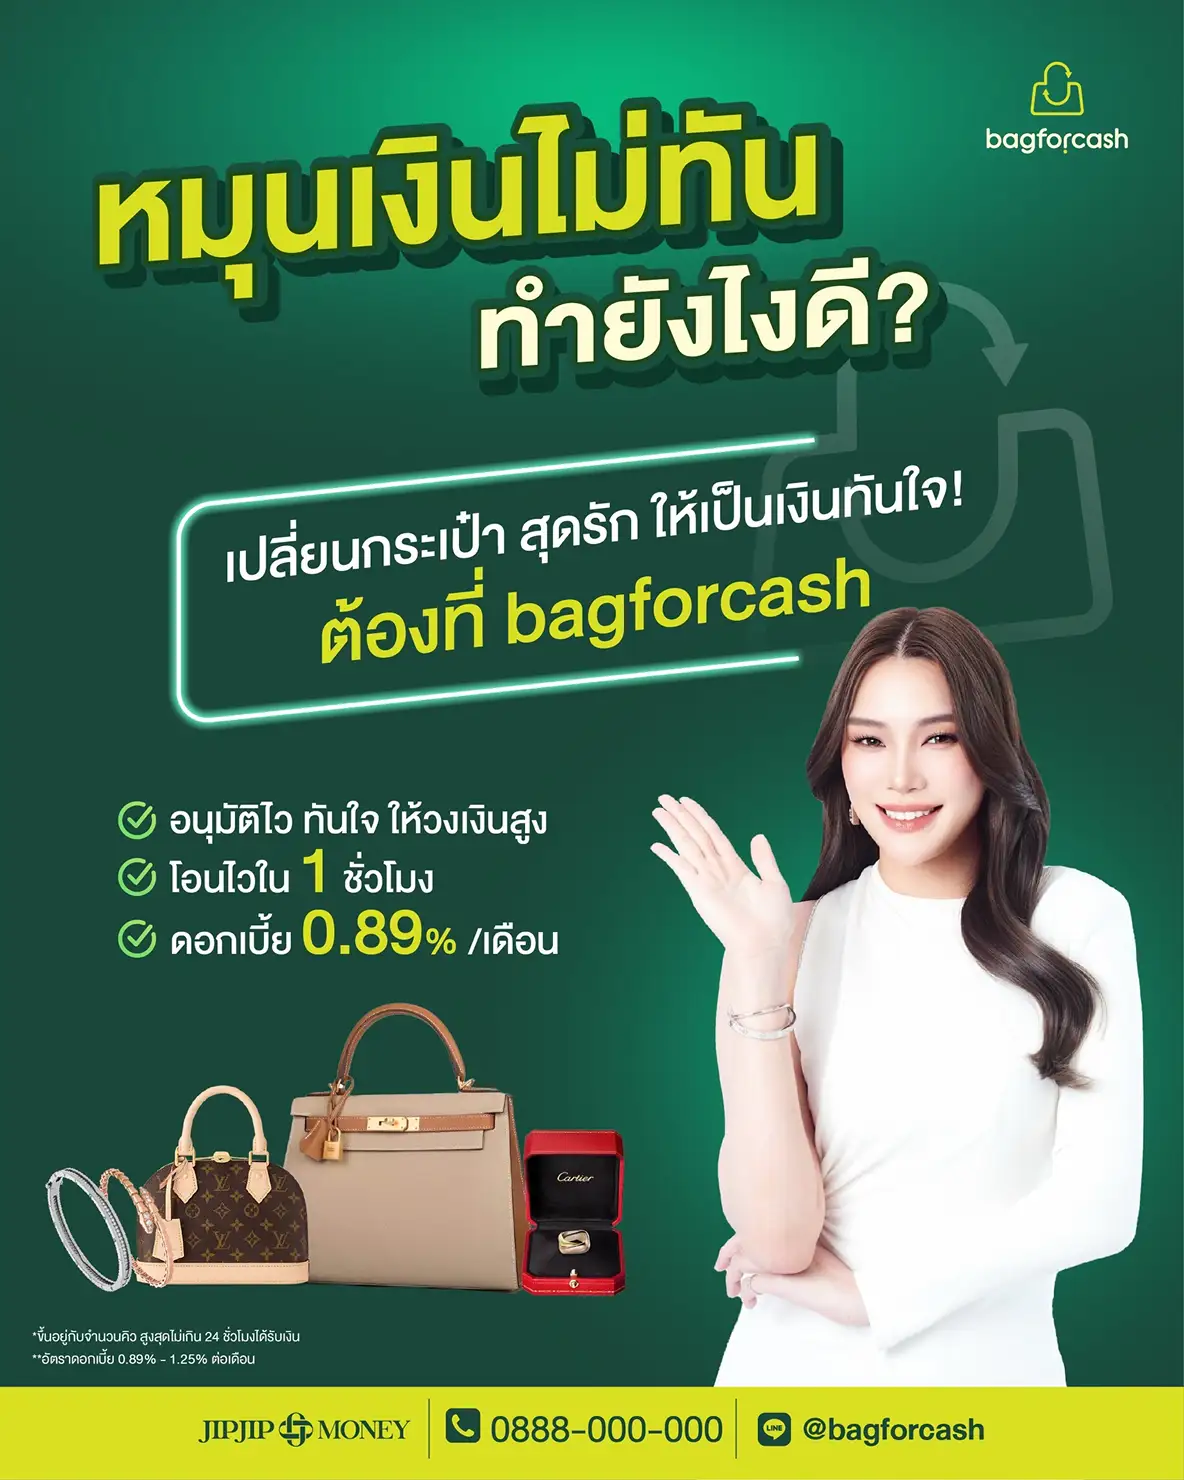 bagforcash
หมุนเงินไม่ทัน
ทำยังไงดี?
เปลี่ยนกระเป๋า สุดรัก ให้เป็นเงินทันใจ!
ต้องที่ bagforcash
อนุมัติไว ทันใจ ให้วงเงินสูง
โอนไวใน 1 ชั่วโมง
ดอกเบี้ย 0.89% /เดือน
Cartier
*ขึ้นอยู่กับจำนวนคิว สูงสุดไม่เกิน 24 ชั่วโมงได้รับเงิน
**อัตราดอกเบี้ย 0.89% - 1.25% ต่อเดือน
JIPJIP MONEY 0888-000-000 LINE @bagforcash